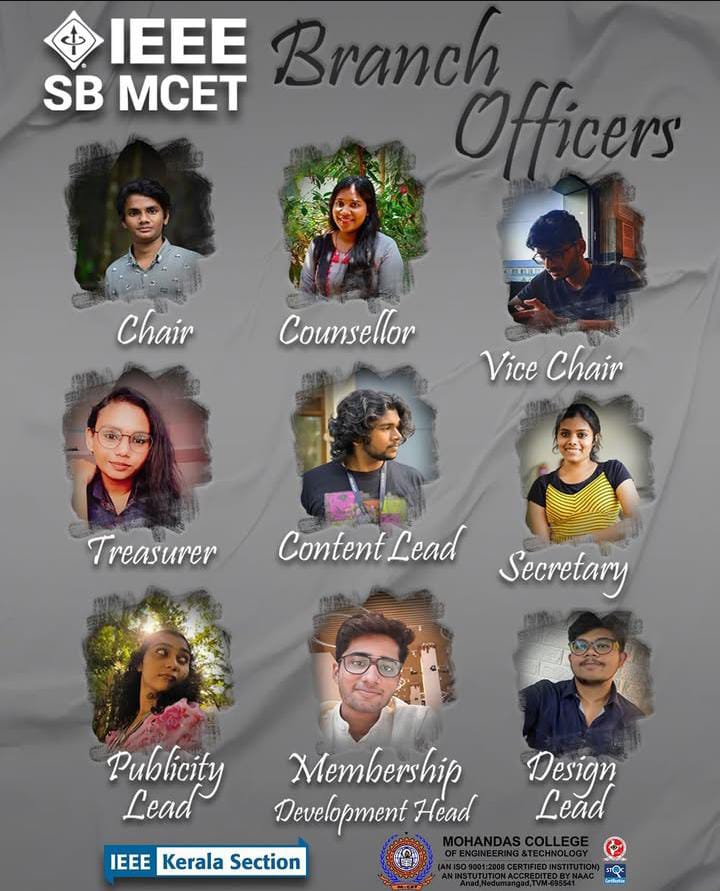 IEEE
SB MCET
Branch
Officers
Chair
Counsellor
Vice Chair
Treasurer
Content Lead
Secretary
Publicity
Lead
Membership
Development Head
Design
Lead
IEEE Kerala Section
MOHANDAS COLLEGE
OF ENGINEERING &TECHNOLOGY
(AN ISO 9001:2008 CERTIFIED INSTITUTION)
AN INSTUTION ACCREDITED BY NAAC
Anad,Nedumangad,TVM-695541
STQC